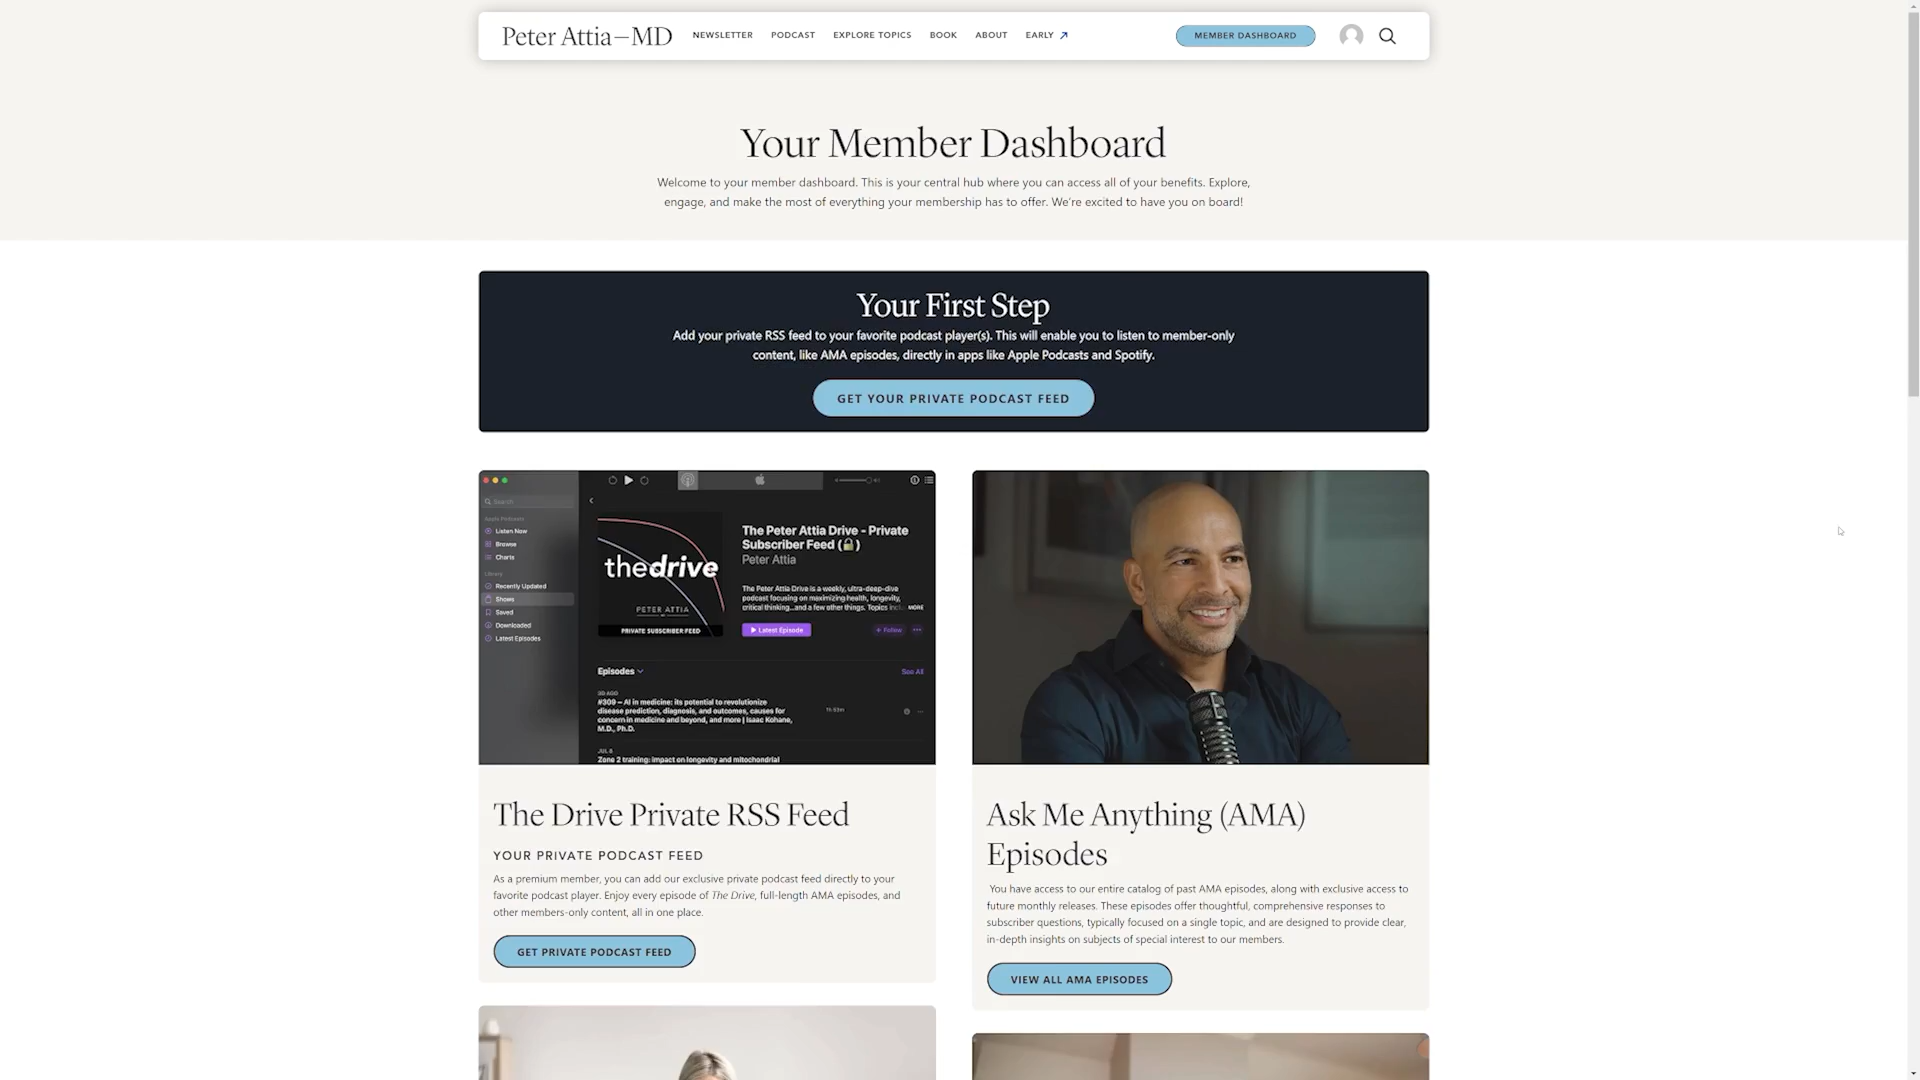 Peter Attia—MD
NEWSLETTER
PODCAST
EXPLORE TOPICS
BOOK
ABOUT
EARLY
MEMBER DASHBOARD
Your Member Dashboard
Welcome to your member dashboard. This is your central hub where you can access all of your benefits. Explore,
engage, and make the most of everything your membership has to offer. We're excited to have you on board!
Your First Step
Add your private RSS feed to your favorite podcast player(s). This will enable you to listen to member-only
content, like AMA episodes, directly in apps like Apple Podcasts and Spotify.
GET YOUR PRIVATE PODCAST FEED
Search
Apple Podcasts
Listen Now
Browse
Charts
Library
Recently Updated
Shows
Saved
Downloaded
Latest Episodes
thedrive
PETER ATTIA
PRIVATE SUBSCRIBER FEED
The Peter Attia Drive - Private
Subscriber Feed (🔒)
Peter Attia
The Peter Attia Drive is a weekly, ultra-deep-dive
podcast focusing on maximizing health, longevity,
critical thinking...and a few other things. Topics incl MORE
Latest Episode
+ Follow
Episodes
See All
3D AGO
#309 – AI in medicine: its potential to revolutionize
disease prediction, diagnosis, and outcomes, causes for
concern in medicine and beyond, and more | Isaac Kohane,
M.D., Ph.D.
JUL 6
Zone 2 training: impact on longevity and mitochondrial
The Drive Private RSS Feed
YOUR PRIVATE PODCAST FEED
As a premium member, you can add our exclusive private podcast feed directly to your
favorite podcast player. Enjoy every episode of The Drive, full-length AMA episodes, and
other members-only content, all in one place.
GET PRIVATE PODCAST FEED
Ask Me Anything (AMA)
Episodes
You have access to our entire catalog of past AMA episodes, along with exclusive access to
future monthly releases. These episodes offer thoughtful, comprehensive responses to
subscriber questions, typically focused on a single topic, and are designed to provide clear,
in-depth insights on subjects of special interest to our members.
VIEW ALL AMA EPISODES